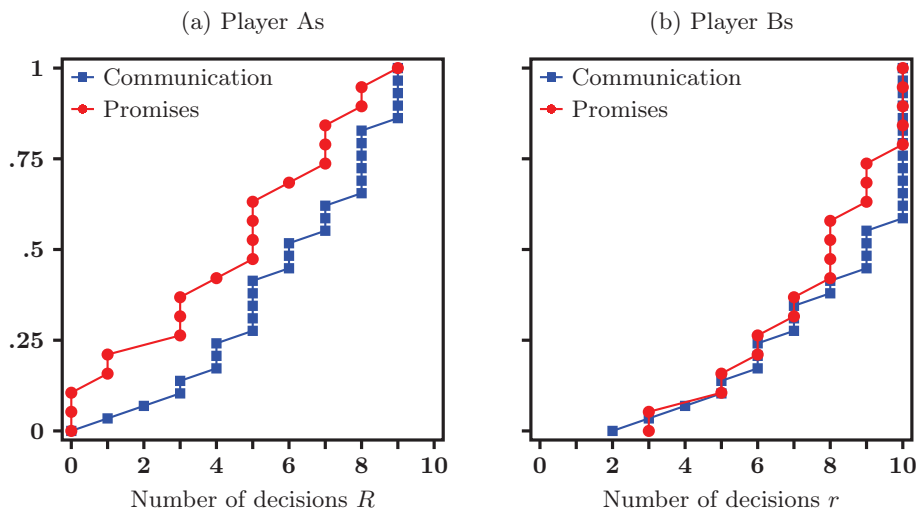 (a) Player As
(b) Player Bs
1
.75
.5
.25
0
Communication
Promises
Communication
Promises
0 2 4 6 8 10
0 2 4 6 8 10
Number of decisions R
Number of decisions r